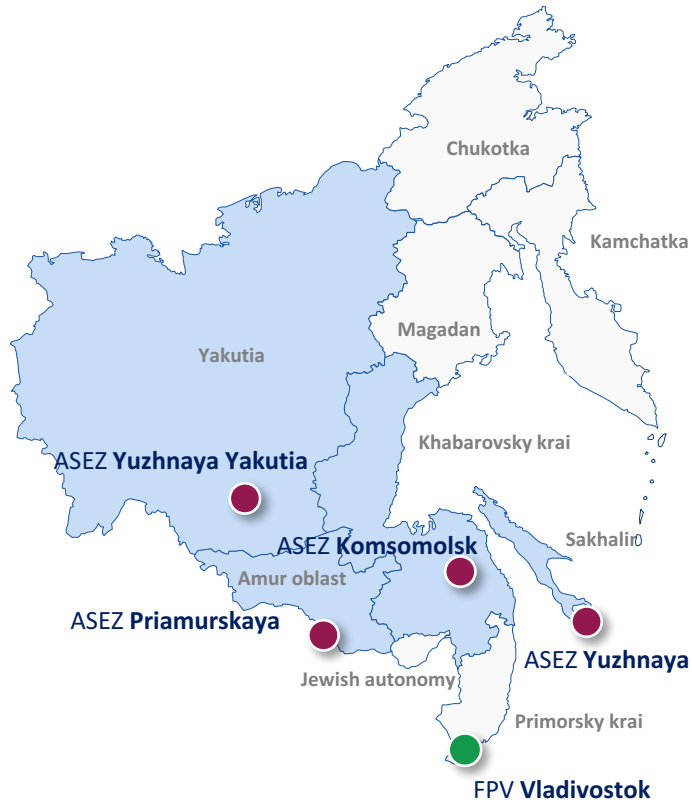 Chukotka
Kamchatka
Magadan
Yakutia
Khabarovsky krai
ASEZ Yuzhnaya Yakutia
Sakhalin
ASEZ Komsomolsk
Amur oblast
ASEZ Priamurskaya
ASEZ Yuzhnaya
Jewish autonomy
Primorsky krai
FPV Vladivostok